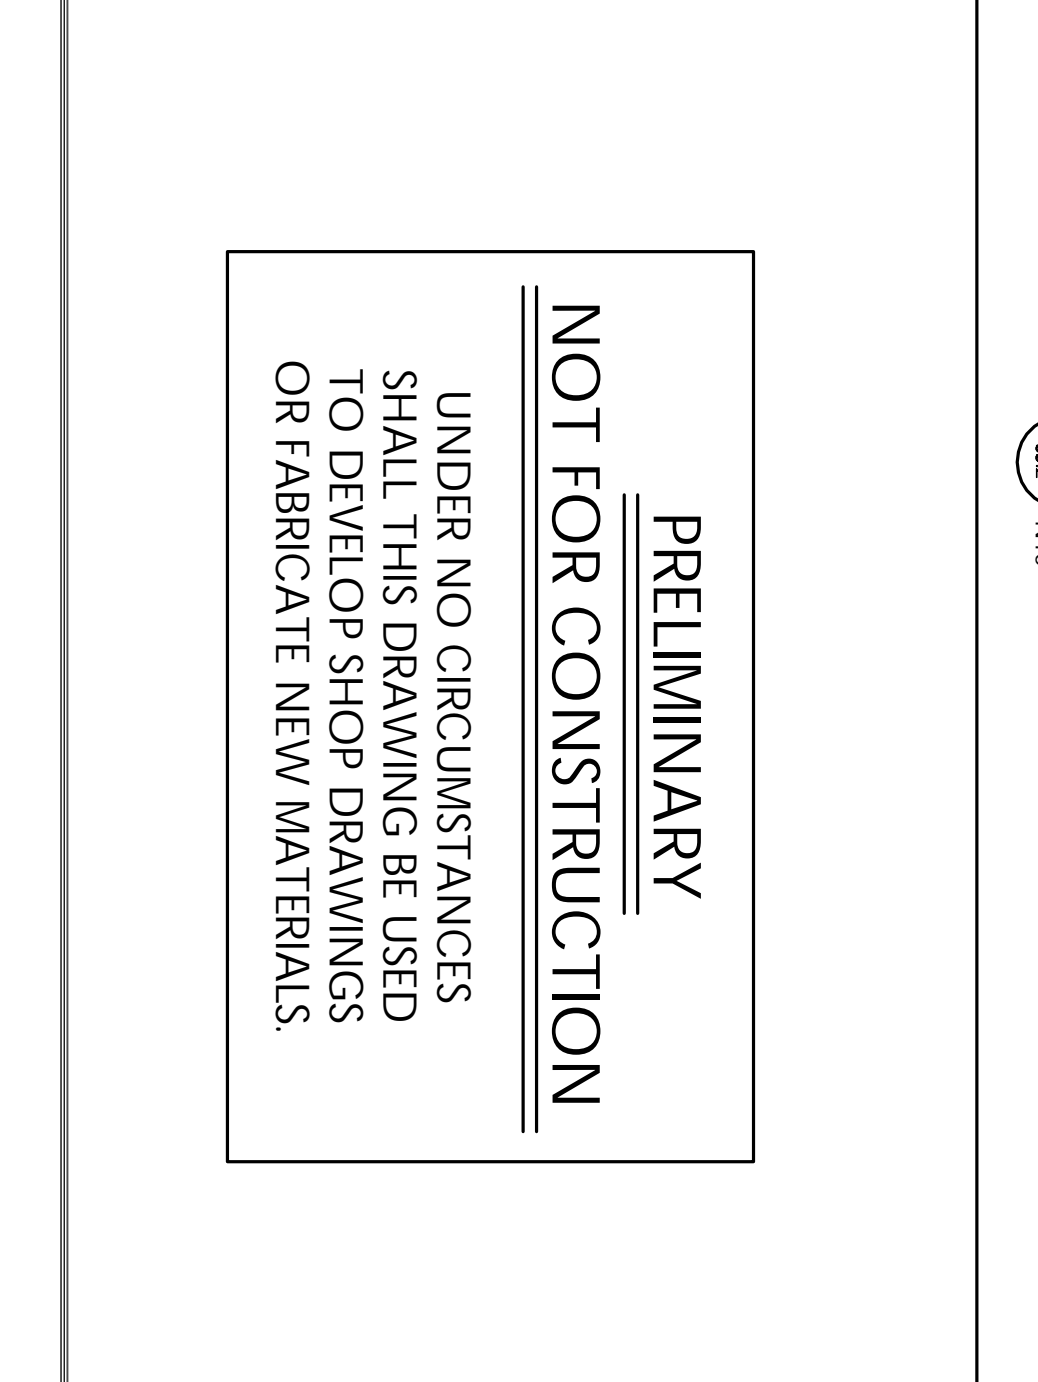 PRELIMINARY
NOT FOR CONSTRUCTION
UNDER NO CIRCUMSTANCES
SHALL THIS DRAWING BE USED
TO DEVELOP SHOP DRAWINGS
OR FABRICATE NEW MATERIALS.